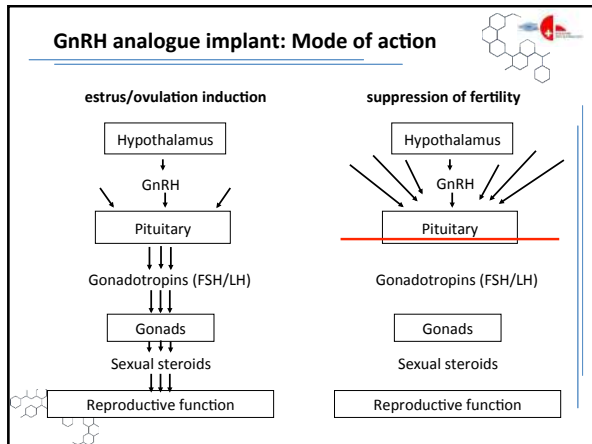 GnRH analogue implant: Mode of action
estrus/ovulation induction
Hypothalamus
GnRH
Pituitary
Gonadotropins (FSH/LH)
Gonads
Sexual steroids
Reproductive function
suppression of fertility
Hypothalamus
GnRH
Pituitary
Gonadotropins (FSH/LH)
Gonads
Sexual steroids
Reproductive function